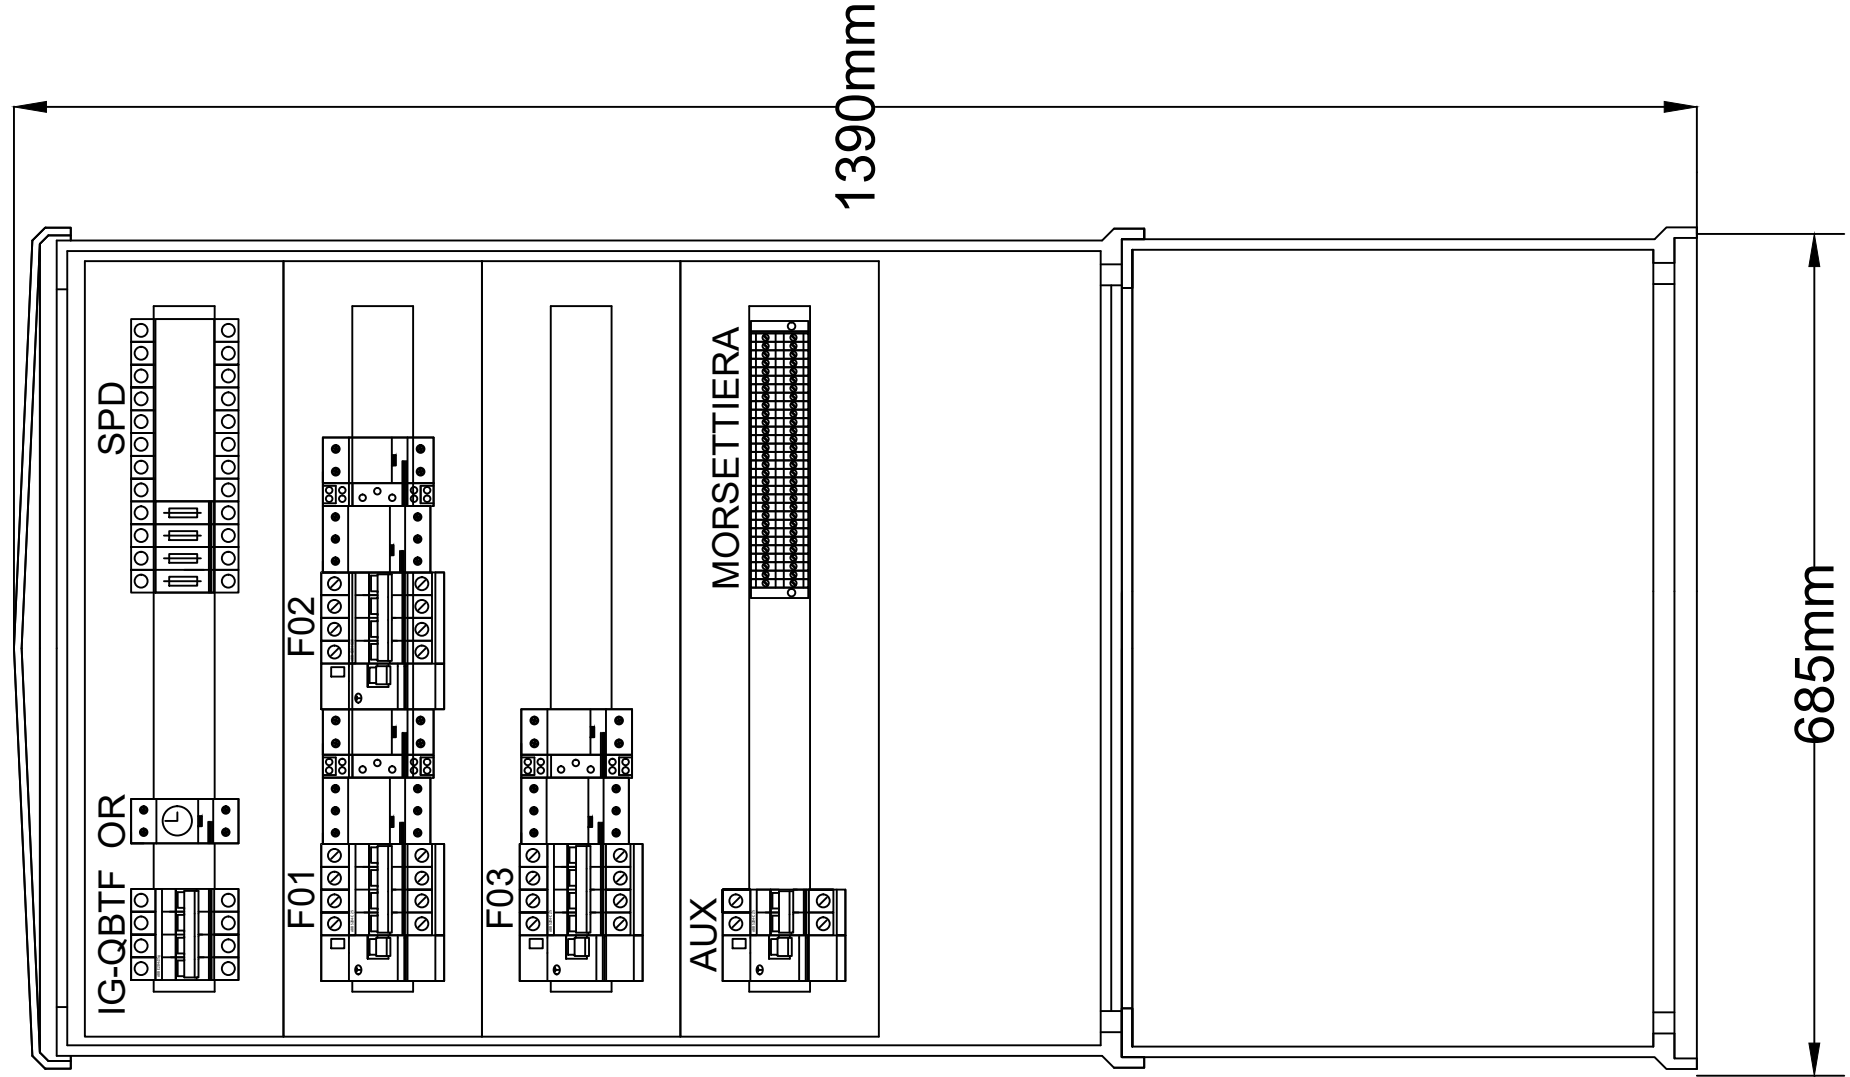 1390mm
685mm
IG-QBTF
OR
SPD
F01
F02
F03
AUX
MORSETTIERA